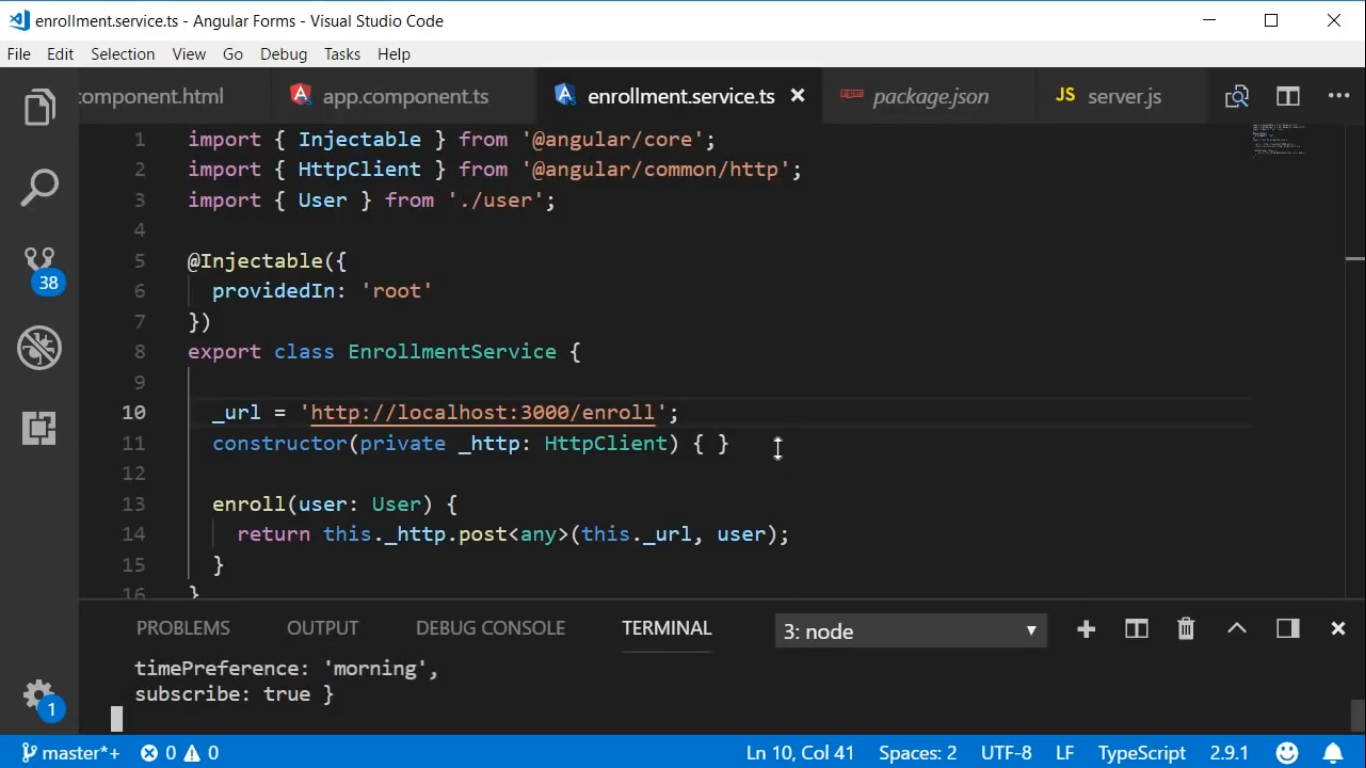 enrollment.service.ts - Angular Forms - Visual Studio Code
File Edit Selection View Go Debug Tasks Help
component.html app.component.ts enrollment.service.ts package.json JS server.js
1 import { Injectable } from '@angular/core';
2 import { HttpClient } from '@angular/common/http';
3 import { User } from './user';
4
5 @Injectable({
6 providedIn: 'root'
7 })
8 export class EnrollmentService {
9
10 _url = 'http://localhost:3000/enroll';
11 constructor(private _http: HttpClient) { }
12
13 enroll(user: User) {
14 return this._http.post<any>(this._url, user);
15 }
16 }
38
PROBLEMS OUTPUT DEBUG CONSOLE TERMINAL 3: node
timePreference: 'morning',
subscribe: true }
1
master*+ 0 0 Ln 10, Col 41 Spaces: 2 UTF-8 LF TypeScript 2.9.1